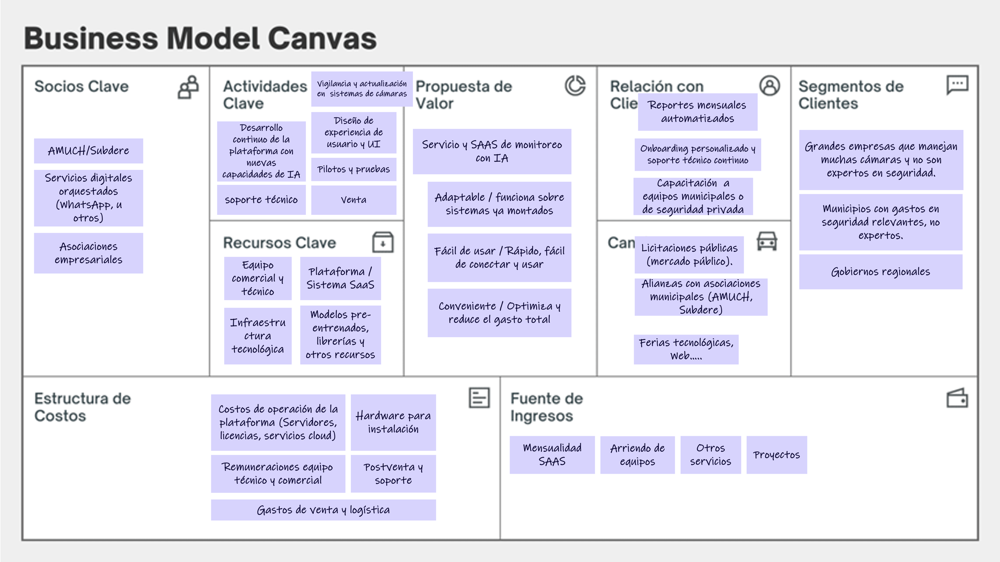 Business Model Canvas
Socios Clave
AMUCH/Subdere
Servicios digitales
orquestados
(WhatsApp, u
otros)
Asociaciones
empresariales
Actividades
Clave
Vigilancia y actualización
en sistemas de cámaras
Desarrollo
continuo de la
plataforma con
nuevas
capacidades de IA
Diseño de
experiencia de
usuario y UI
Pilotos y pruebas
soporte técnico
Venta
Recursos Clave
Equipo
comercial y
técnico
Plataforma /
Sistema SaaS
Infraestru
ctura
tecnológica
Modelos pre-
entrenados,
librerías y
otros recursos
Propuesta de
Valor
Servicio y SAAS de monitoreo
con IA
Adaptable / funciona sobre
sistemas ya montados
Fácil de usar / Rápido, fácil
de conectar y usar
Conveniente / Optimiza y
reduce el gasto total
Relación con
Clie
Reportes mensuales
automatizados
Onboarding personalizado y
soporte técnico continuo
Capacitación a
equipos municipales o
de seguridad privada
Can
Licitaciones públicas
(mercado público).
Alianzas con asociaciones
municipales (AMUCH,
Subdere)
Ferias tecnológicas,
Web.....
Segmentos de
Clientes
Grandes empresas que manejan
muchas cámaras y no son
expertos en seguridad.
Municipios con gastos en
seguridad relevantes, no
expertos.
Gobiernos regionales
Estructura de
Costos
Costos de operación de la
plataforma (Servidores,
licencias, servicios cloud)
Hardware para
instalación
Remuneraciones equipo
técnico y comercial
Postventa y
soporte
Gastos de venta y logística
Fuente de
Ingresos
Mensualidad
SAAS
Arriendo de
equipos
Otros
servicios
Proyectos